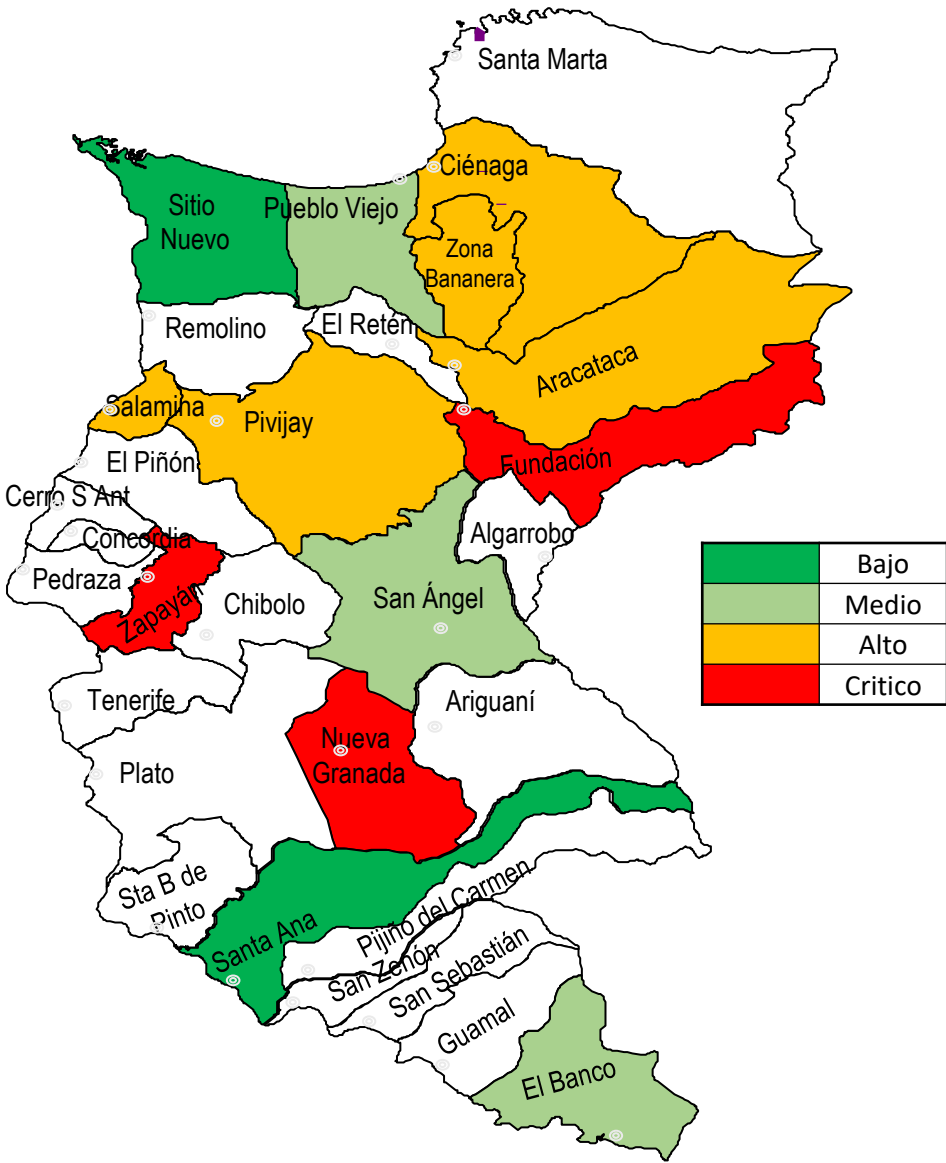 Santa Marta
Ciénaga
Sitio
Nuevo
Pueblo Viejo
Zona
Bananera
Remolino
El Retén
Aracataca
Salamina
Pivijay
El Piñón
Fundación
Cerro S Ant
Concordia
Algarrobo
Pedraza
Zapayán
Chibolo
San Ángel
Bajo
Medio
Alto
Critico
Tenerife
Ariguaní
Nueva
Granada
Plato
Sta B de
Pinto
Santa Ana
Pijiño del Carmen
San Zenón
San Sebastián
Guamal
El Banco